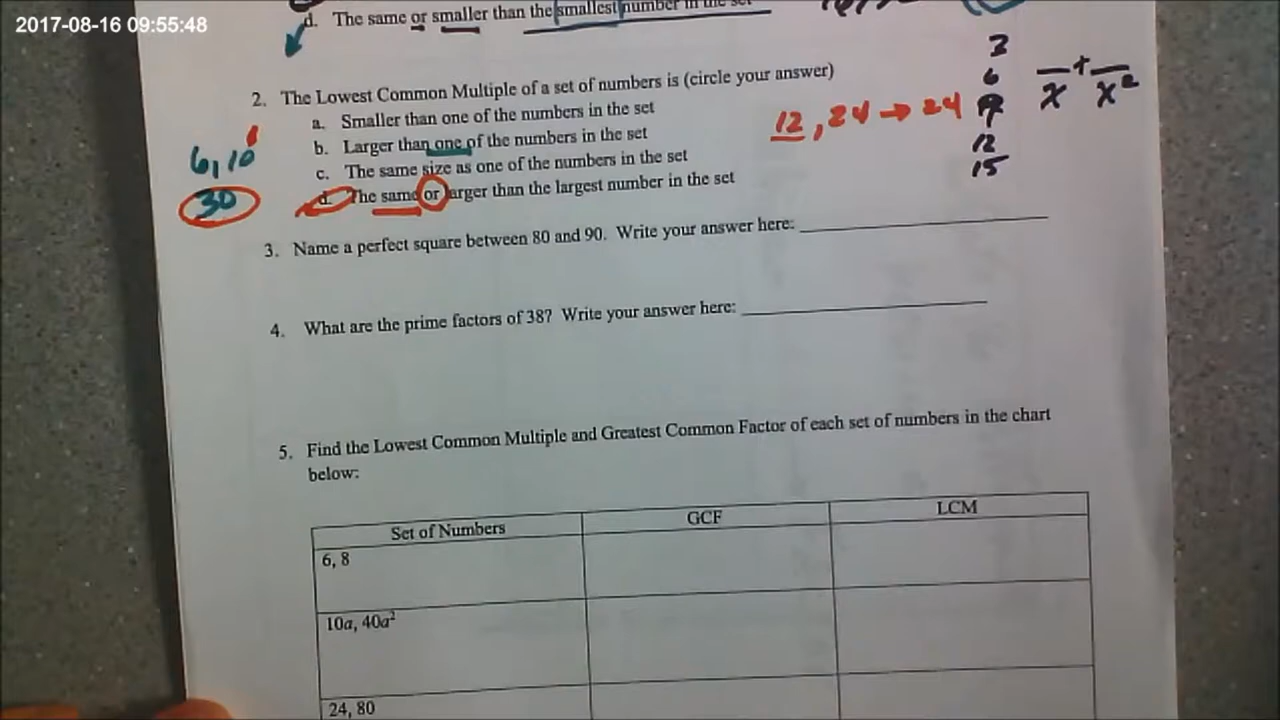 2017-08-16 09:55:48
d. The same or smaller than the smallest number in the set
2. The Lowest Common Multiple of a set of numbers is (circle your answer)
a. Smaller than one of the numbers in the set
b. Larger than one of the numbers in the set
c. The same size as one of the numbers in the set
d. The same or larger than the largest number in the set
6, 10
30
12, 24 → 24
3
6
9
12
15
x + x²
3. Name a perfect square between 80 and 90. Write your answer here:
4. What are the prime factors of 38? Write your answer here:
5. Find the Lowest Common Multiple and Greatest Common Factor of each set of numbers in the chart
below:
Set of Numbers GCF LCM
6, 8
10a, 40a²
24, 80